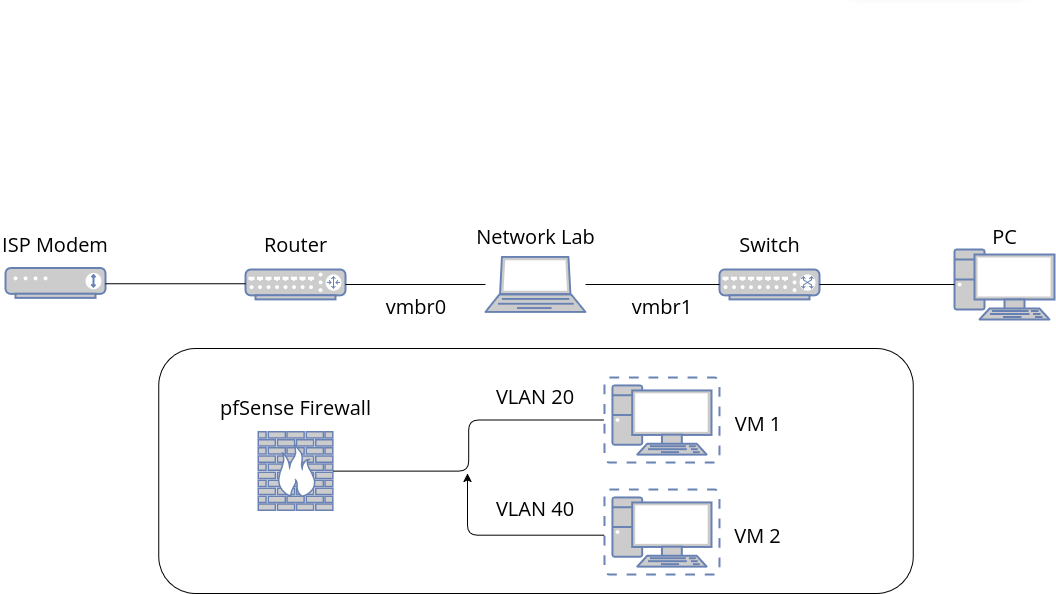 ISP Modem
Router
Network Lab
Switch
PC
vmbr0
vmbr1
pfSense Firewall
VLAN 20
VM 1
VLAN 40
VM 2